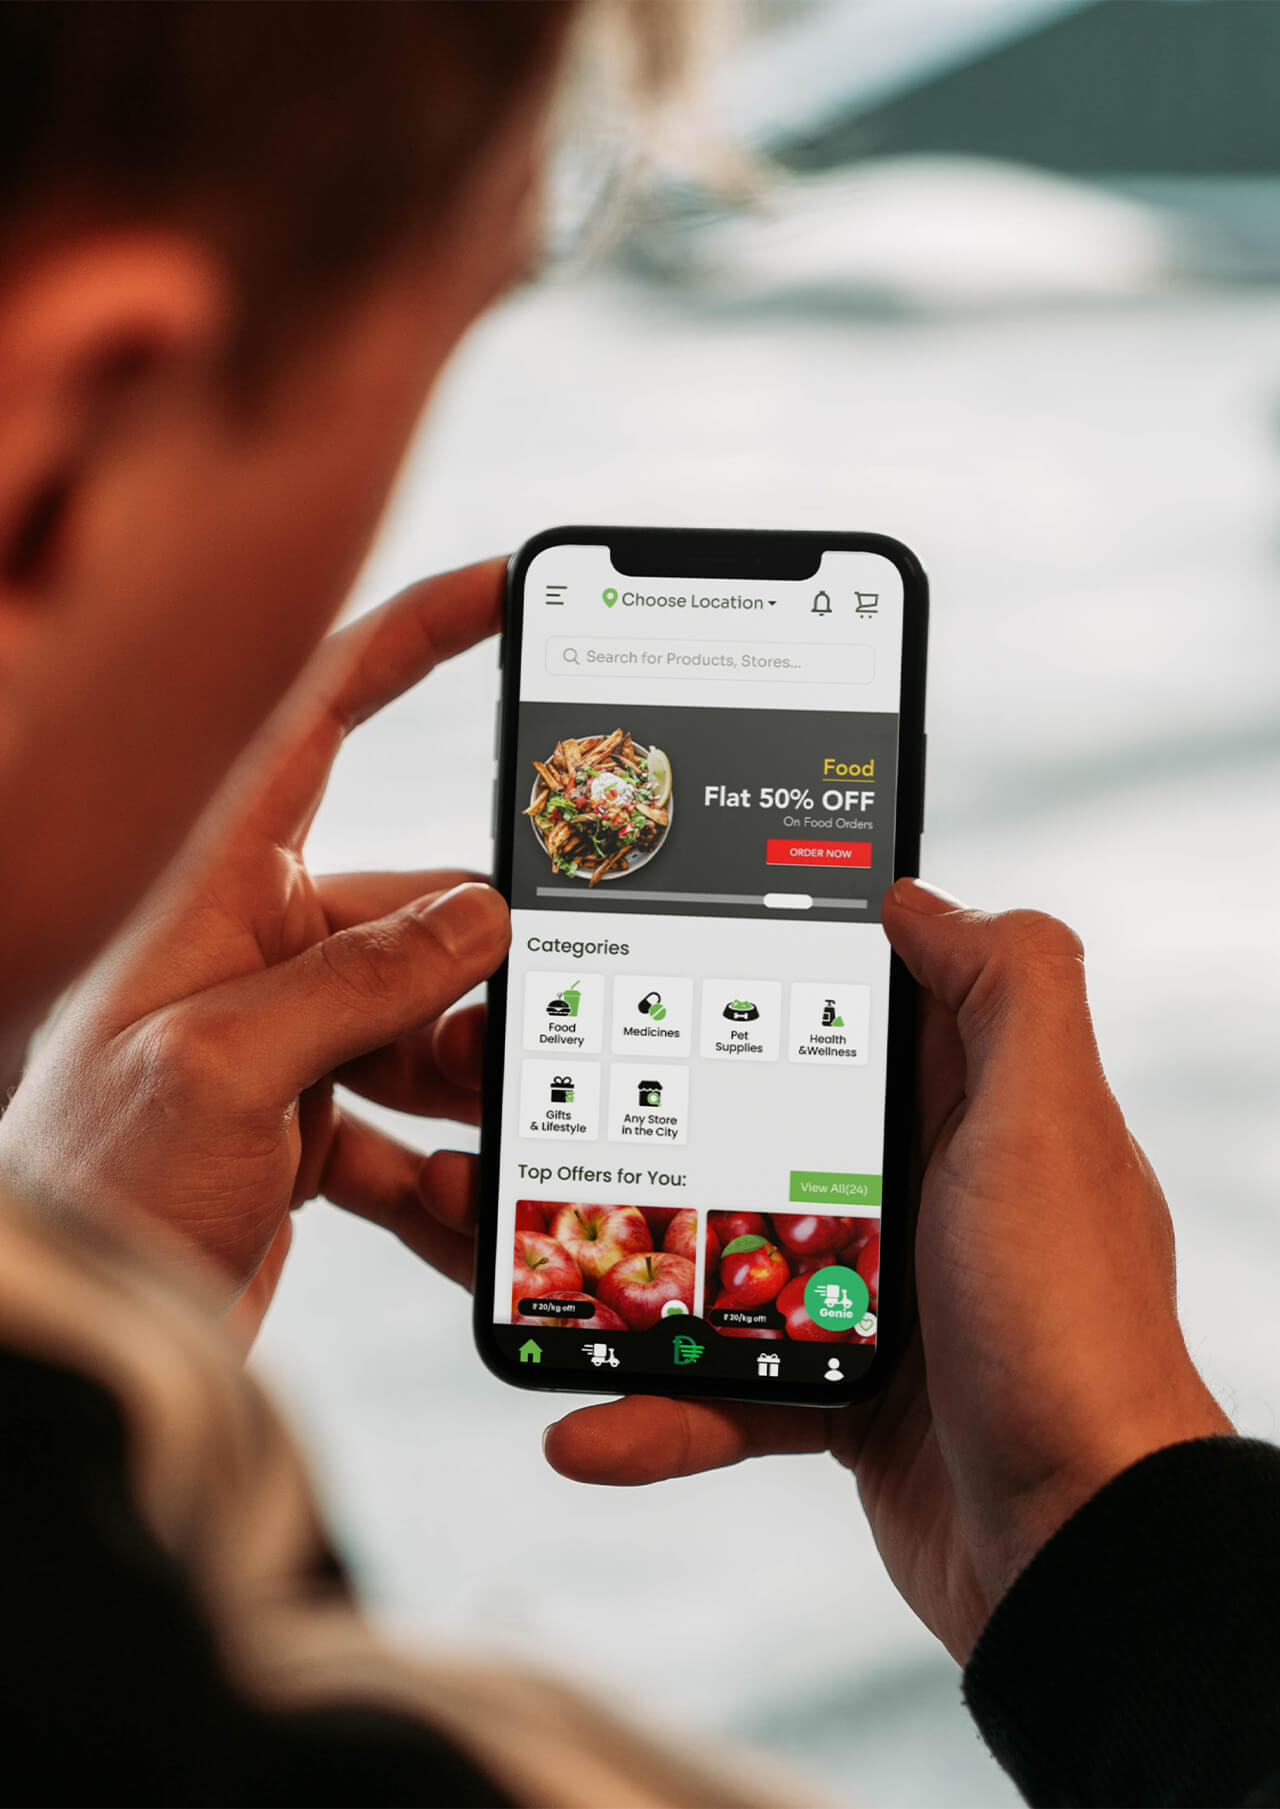 Choose Location
Search for Products, Stores...
Food
Flat 50% OFF
On Food Orders
ORDER NOW
Categories
Food
Delivery
Medicines
Pet
Supplies
Health
&Wellness
Gifts
& Lifestyle
Any Store
in the City
Top Offers for You:
View All(24)
₹ 20/kg off!
₹ 20/kg off!
Genie